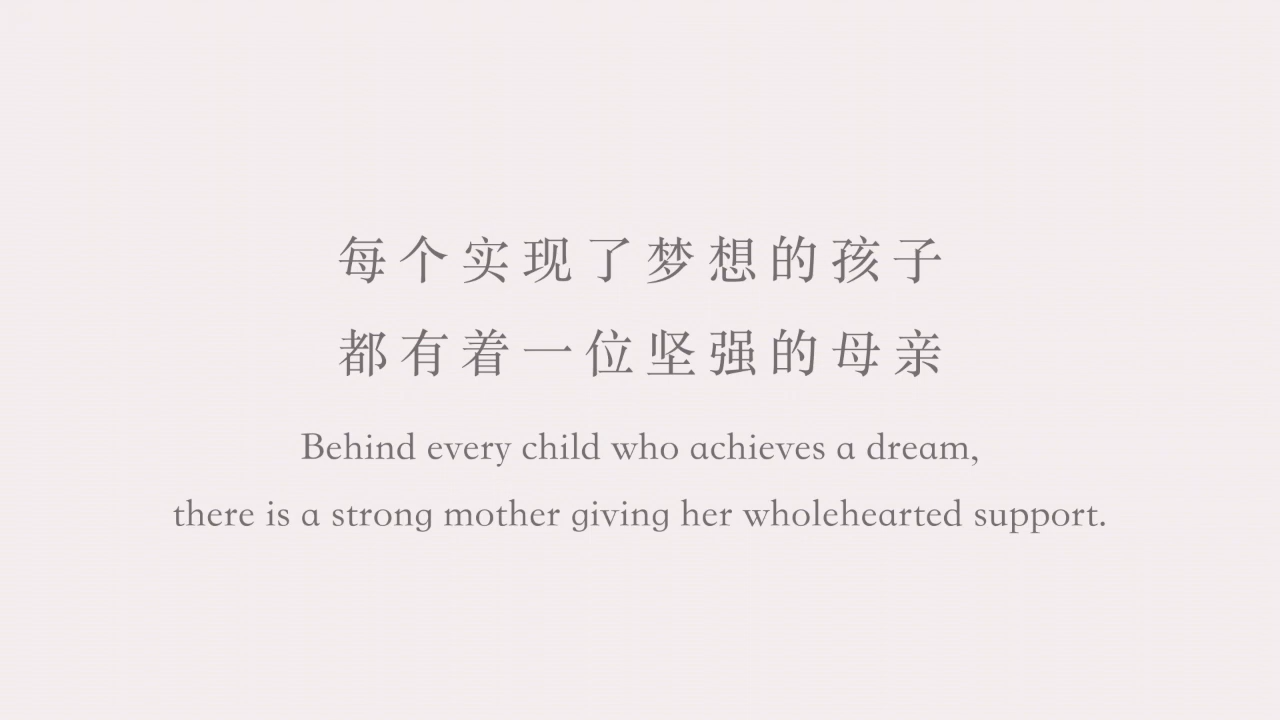 每个实现了梦想的孩子
都有着一位坚强的母亲
Behind every child who achieves a dream,
there is a strong mother giving her wholehearted support.